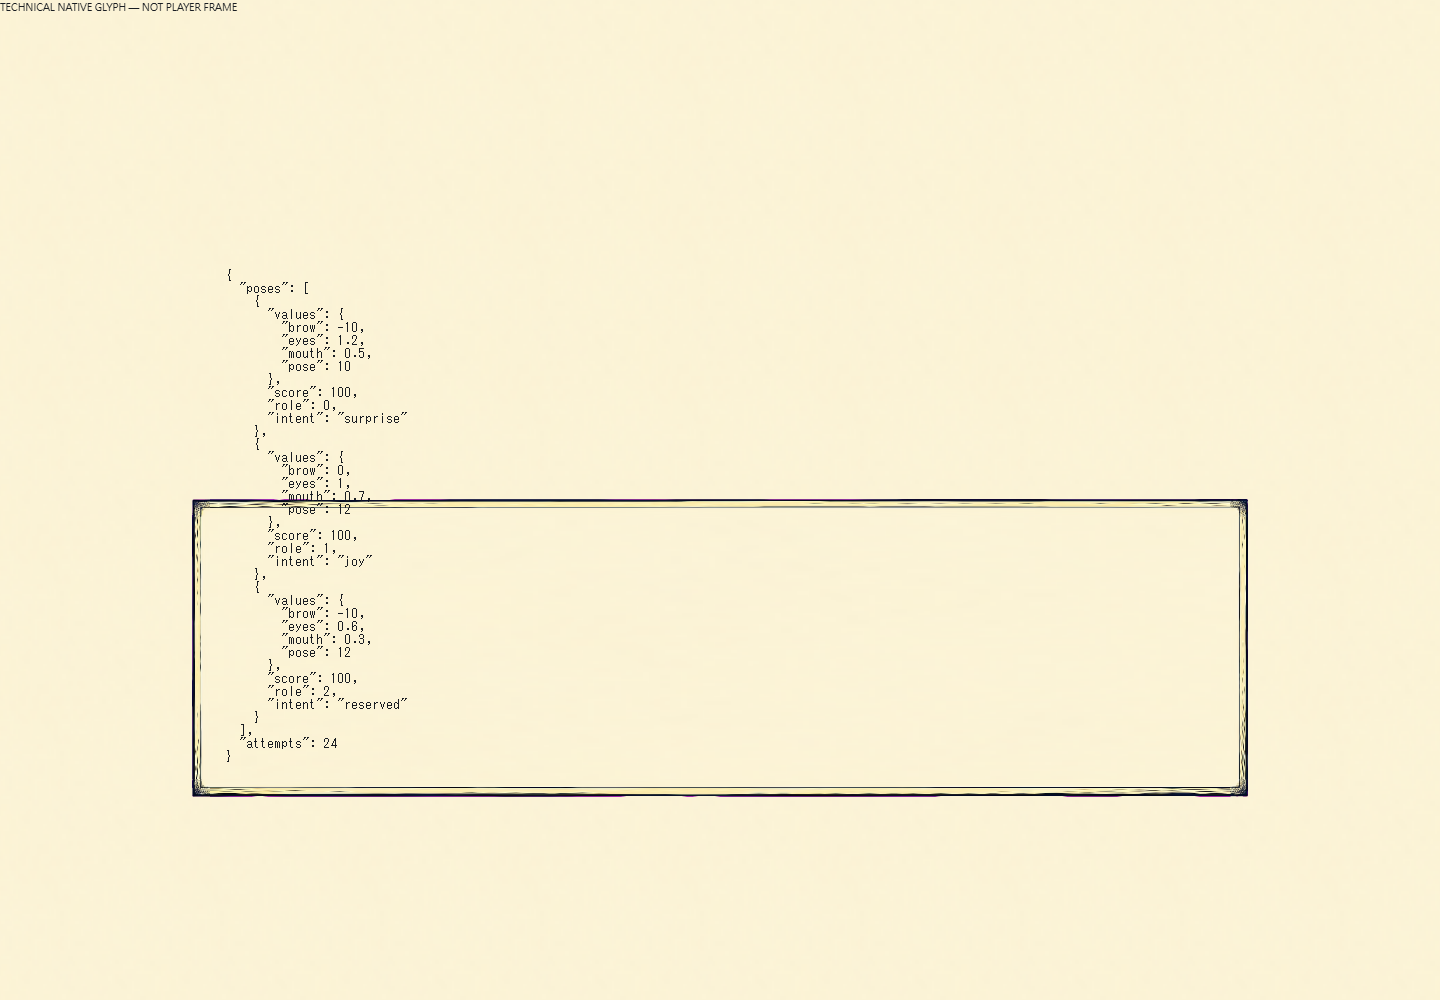 TECHNICAL NATIVE GLYPH — NOT PLAYER FRAME
{
  "poses": [
    {
      "values": {
        "brow": -10,
        "eyes": 1.2,
        "mouth": 0.5,
        "pose": 10
      },
      "score": 100,
      "role": 0,
      "intent": "surprise"
    },
    {
      "values": {
        "brow": 0,
        "eyes": 1,
        "mouth": 0.7,
        "pose": 12
      },
      "score": 100,
      "role": 1,
      "intent": "joy"
    },
    {
      "values": {
        "brow": -10,
        "eyes": 0.6,
        "mouth": 0.3,
        "pose": 12
      },
      "score": 100,
      "role": 2,
      "intent": "reserved"
    }
  ],
  "attempts": 24
}